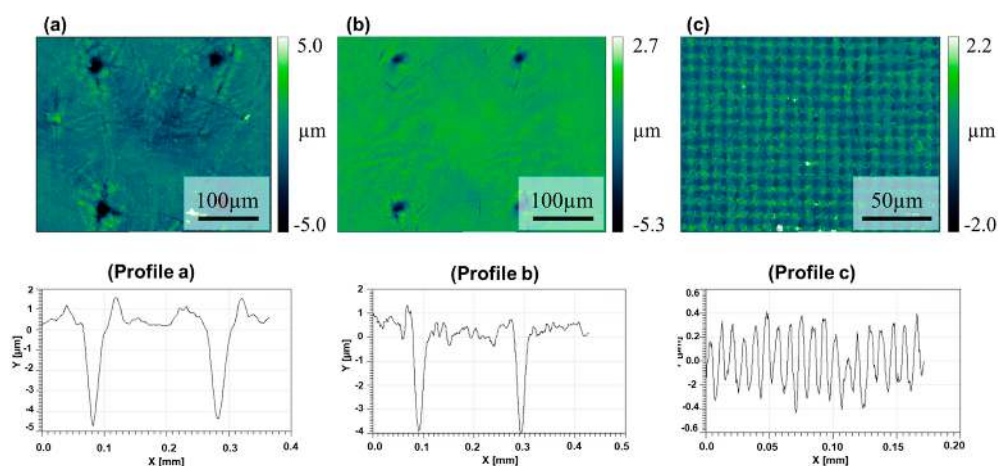 (a)
(b)
(c)
5.0
μm
-5.0
100μm
2.7
μm
-5.3
100μm
2.2
μm
-2.0
50μm
(Profile a)
(Profile b)
(Profile c)
2
1
0
-1
-2
-3
-4
-5
Y [μm]
0.0 0.1 0.2 0.3 0.4
X [mm]
2
1
0
-1
-2
-3
-4
Y [μm]
0.0 0.1 0.2 0.3 0.4 0.5
X [mm]
0.6
0.4
0.2
0.0
-0.2
-0.4
-0.6
0.0 0.05 0.10 0.15 0.20
X [mm]